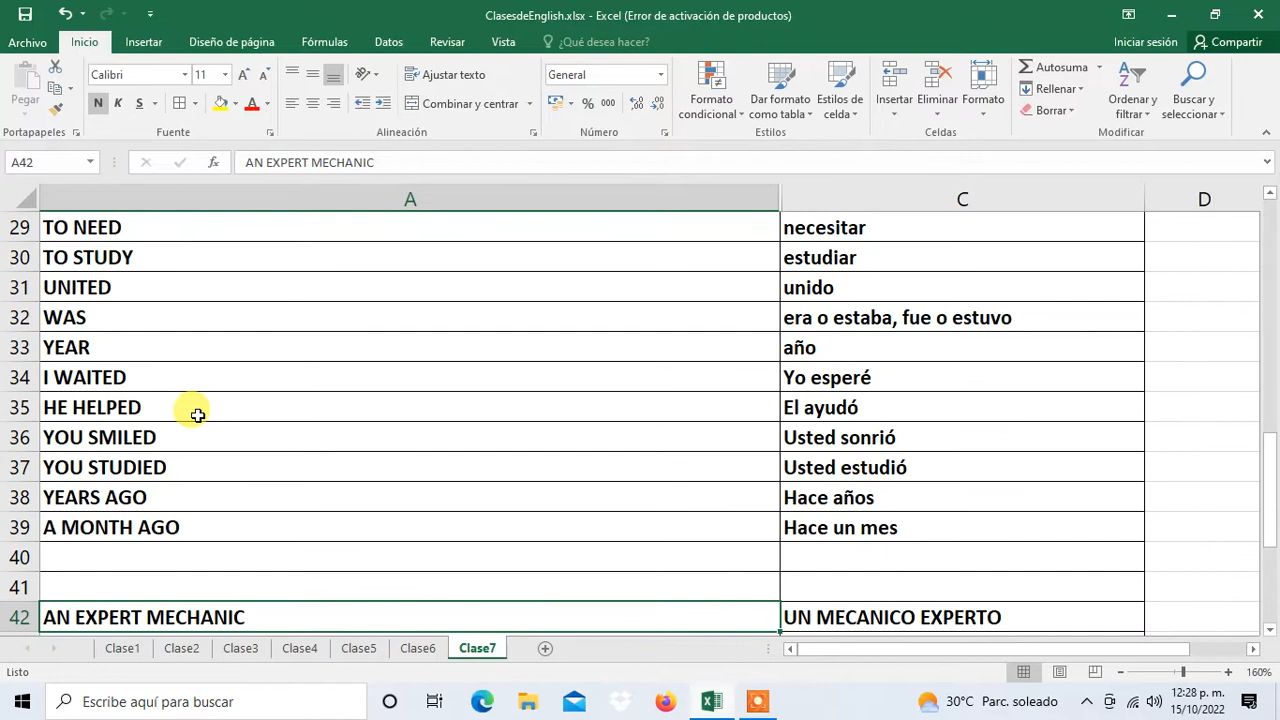 ClasesdeEnglish.xlsx - Excel (Error de activación de productos)
Archivo Inicio Insertar Diseño de página Fórmulas Datos Revisar Vista ¿Qué desea hacer? Iniciar sesión Compartir
Pegar
Calibri 11
N K S
Ajustar texto
Combinar y centrar
General
% 000
Formato condicional
Dar formato como tabla
Estilos de celda
Insertar Eliminar Formato
Autosuma
Rellenar
Borrar
Ordenar y filtrar
Buscar y seleccionar
Portapapeles Fuente Alineación Número Estilos Celdas Modificar
A42 fx AN EXPERT MECHANIC
A C D
29 TO NEED necesitar
30 TO STUDY estudiar
31 UNITED unido
32 WAS era o estaba, fue o estuvo
33 YEAR año
34 I WAITED Yo esperé
35 HE HELPED El ayudó
36 YOU SMILED Usted sonrió
37 YOU STUDIED Usted estudió
38 YEARS AGO Hace años
39 A MONTH AGO Hace un mes
40
41
42 AN EXPERT MECHANIC UN MECANICO EXPERTO
Clase1 Clase2 Clase3 Clase4 Clase5 Clase6 Clase7
Listo 160%
Escribe aquí para buscar 30°C Parc. soleado 12:28 p. m.
15/10/2022